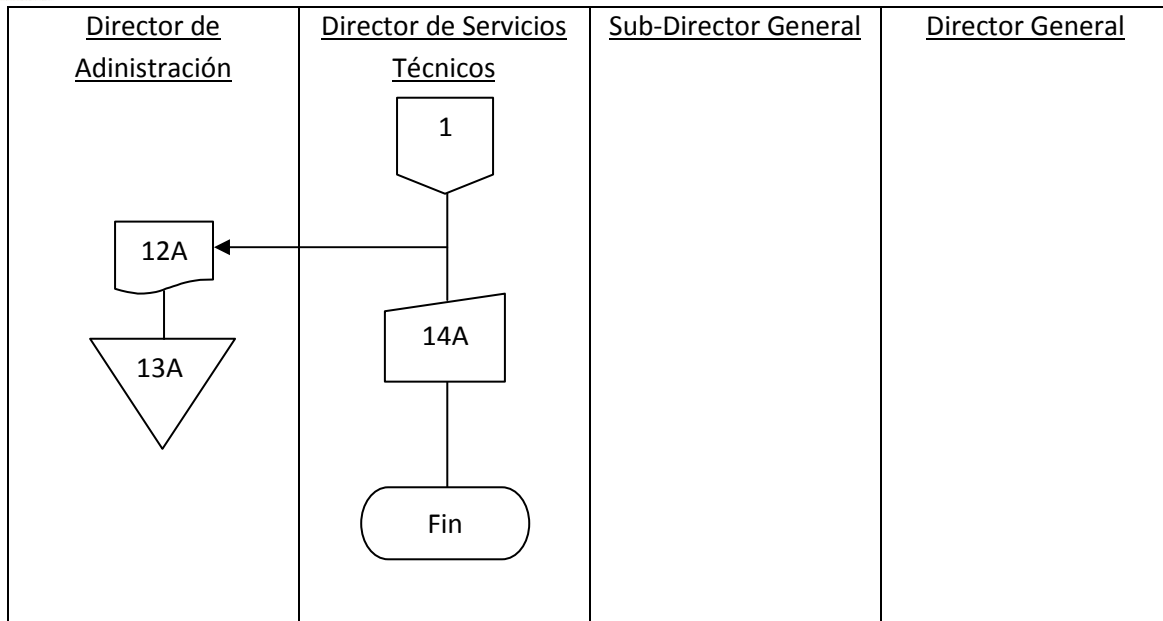 Director de
Adinistración
Director de Servicios
Técnicos
Sub-Director General
Director General
1
12A
14A
13A
Fin